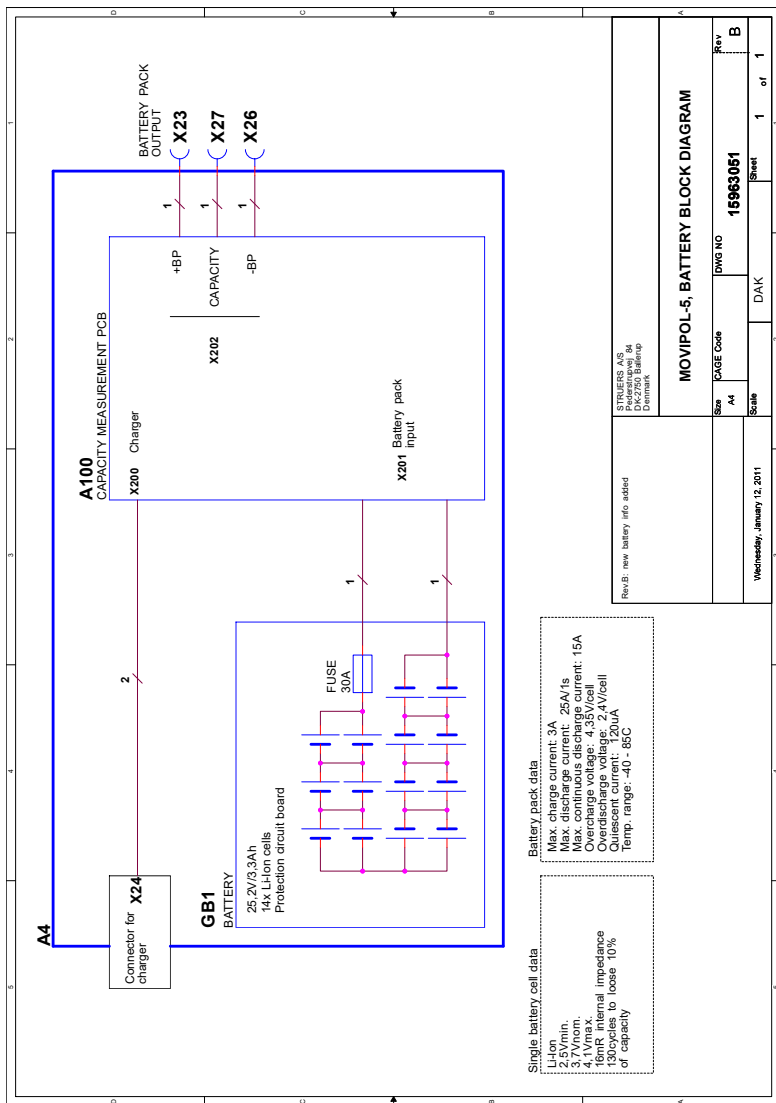 A4
Connector for
charger
X24
2
A100
CAPACITY MEASUREMENT PCB
X200 Charger
X202
+BP
CAPACITY
-BP
1
1
1
BATTERY PACK
OUTPUT
X23
X27
X26
GB1
BATTERY
25,2V/3,3Ah
14x Li-Ion cells
Protection circuit board
FUSE
30A
1
1
X201 Battery pack
input
Single battery cell data
Li-Ion
2,5Vmin.
3,7Vnom.
4,1Vmax.
16mR internal impedance
130cycles to loose 10%
of capacity
Battery pack data
Max. charge current: 3A
Max. discharge current: 25A/1s
Max. continuous discharge current: 15A
Overcharge voltage: 4,35V/cell
Overdischarge voltage: 2,4V/cell
Quiescent current: 120uA
Temp. range: -40 - 85C
Rev.B: new battery info added
STRUERS A/S
Pederstrupvej 84
DK-2750 Ballerup
Denmark
MOVIPOL-5, BATTERY BLOCK DIAGRAM
Size
A4
CAGE Code
DWG NO
15963051
Rev
B
Wednesday, January 12, 2011
Scale
DAK
Sheet
1 of 1
5
4
3
2
1
D
C
B
A
D
C
B
A